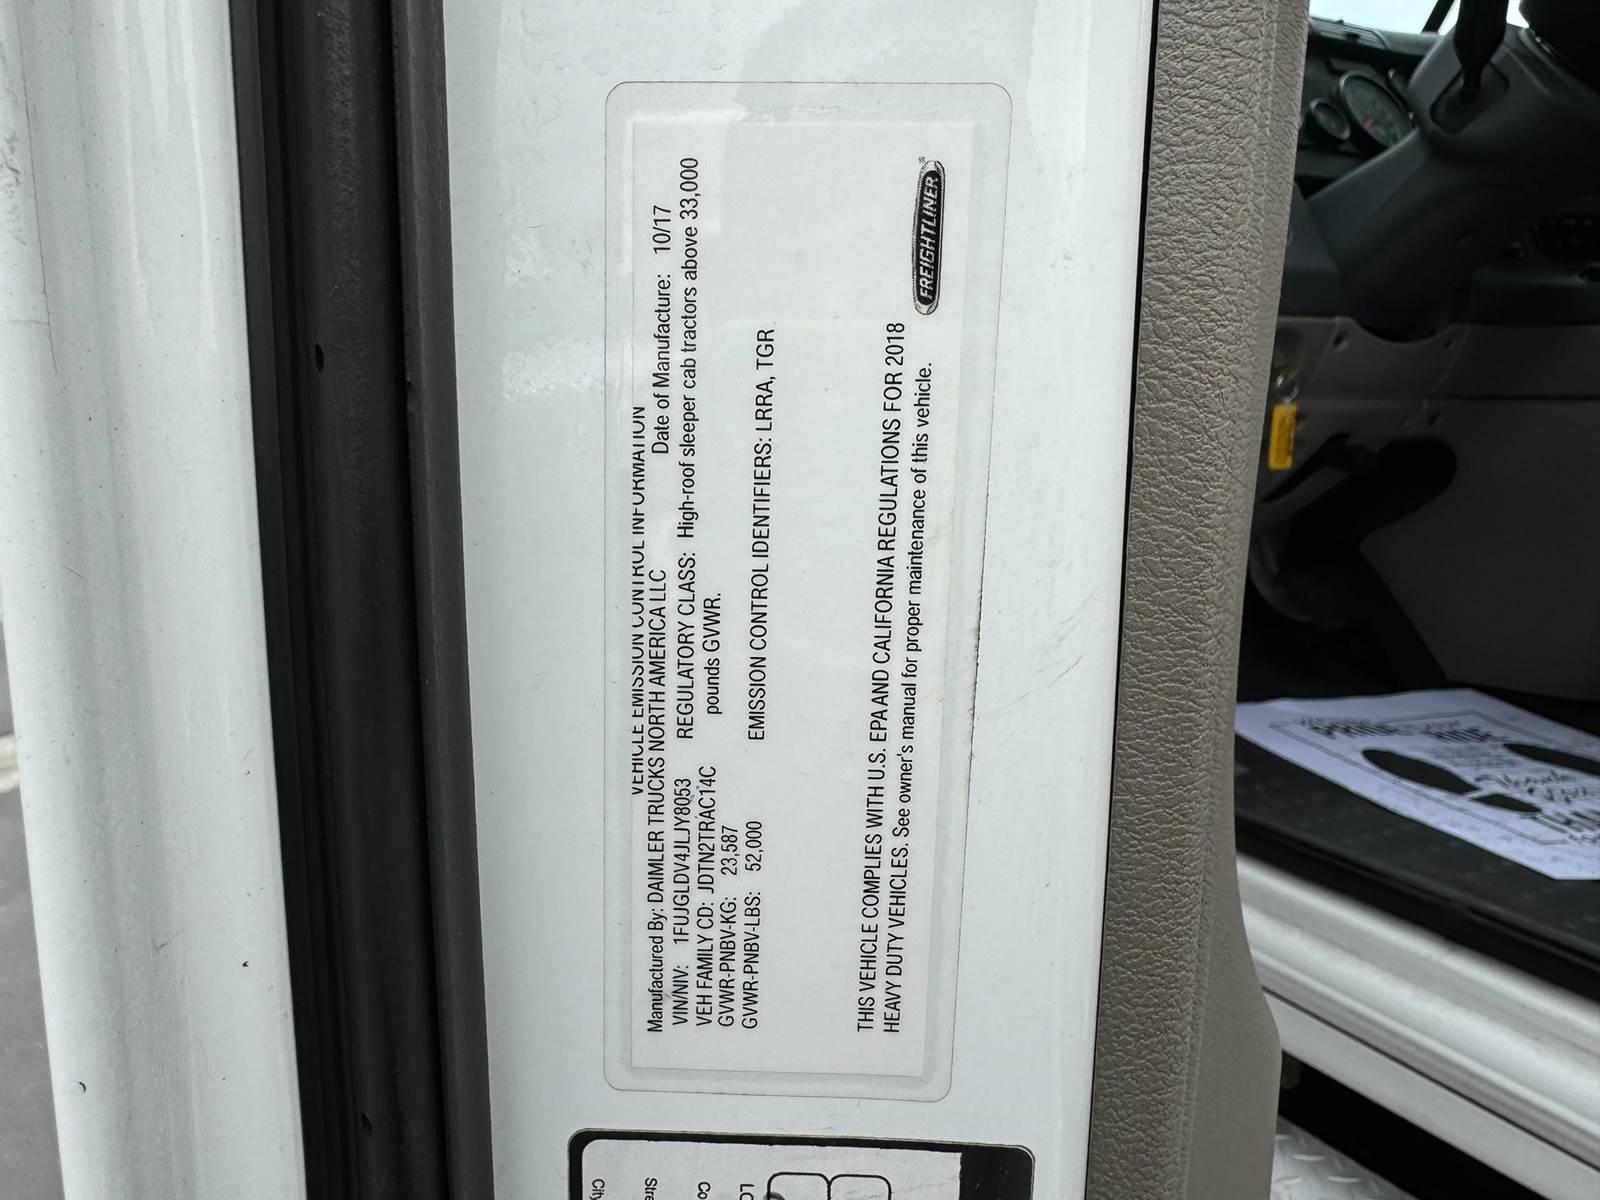 VEHICLE EMISSION CONTROL INFORMATION
Manufactured By: DAIMLER TRUCKS NORTH AMERICA LLC Date of Manufacture: 10/17
VIN/NIV: 1FUJGLDV4JLJY8053 REGULATORY CLASS: High-roof sleeper cab tractors above 33,000
VEH FAMILY CD: JDTN2TRAC14C pounds GVWR.
GVWR-PNBV-KG: 23,587
GVWR-PNBV-LBS: 52,000 EMISSION CONTROL IDENTIFIERS: LRRA, TGR
THIS VEHICLE COMPLIES WITH U.S. EPA AND CALIFORNIA REGULATIONS FOR 2018
HEAVY DUTY VEHICLES. See owner's manual for proper maintenance of this vehicle.
FREIGHTLINER